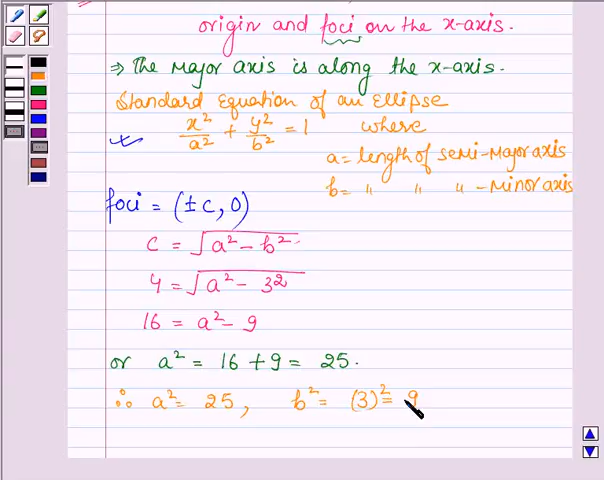 origin and foci on the x-axis.
⇒ The Major axis is along the x-axis.
Standard Equation of an Ellipse
x²/a² + y²/b² = 1 where
a = length of semi-Major axis
b = " " " - Minor axis
foci = (±c, 0)
c = √(a² - b²)
4 = √(a² - 3²)
16 = a² - 9
or a² = 16 + 9 = 25.
∴ a² = 25, b² = (3)² = 9